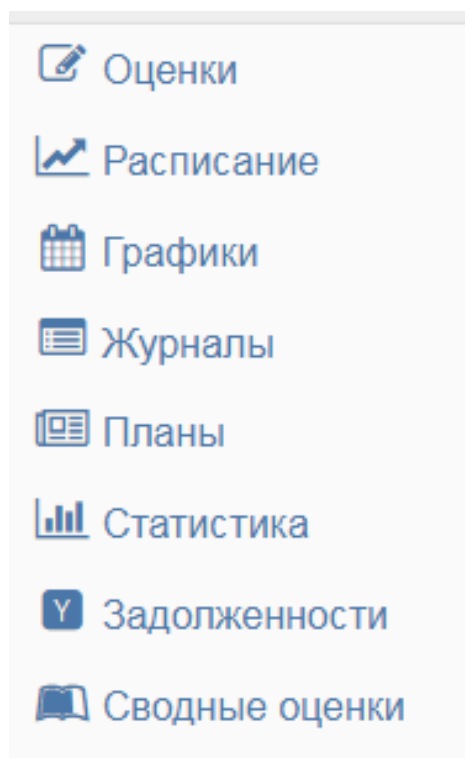 Оценки
Расписание
Графики
Журналы
Планы
Статистика
Y Задолженности
Сводные оценки